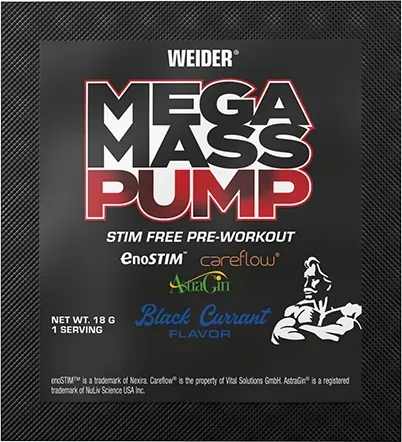 WEIDER®
MEGA
MASS
PUMP
STIM FREE PRE-WORKOUT
enoSTIM™ careflow®
AstraGin®
NET WT. 18 G
1 SERVING
Black Currant
FLAVOR
enoSTIM™ is a trademark of Nexira. Careflow® is the property of Vital Solutions GmbH. AstraGin® is a registered
trademark of NuLiv Science USA Inc.